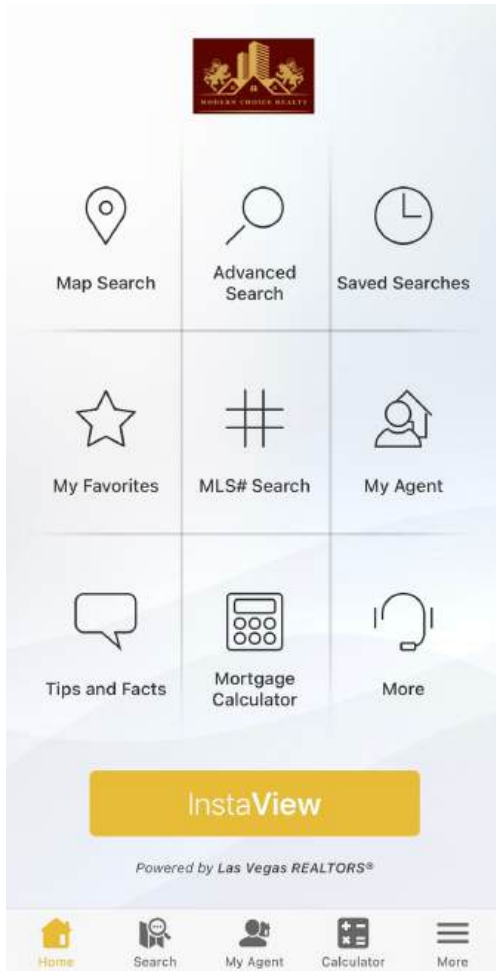 MODERN CHOICE REALTY
Map Search
Advanced
Search
Saved Searches
My Favorites
MLS# Search
My Agent
Tips and Facts
Mortgage
Calculator
More
InstaView
Powered by Las Vegas REALTORS®
Home
Search
My Agent
Calculator
More